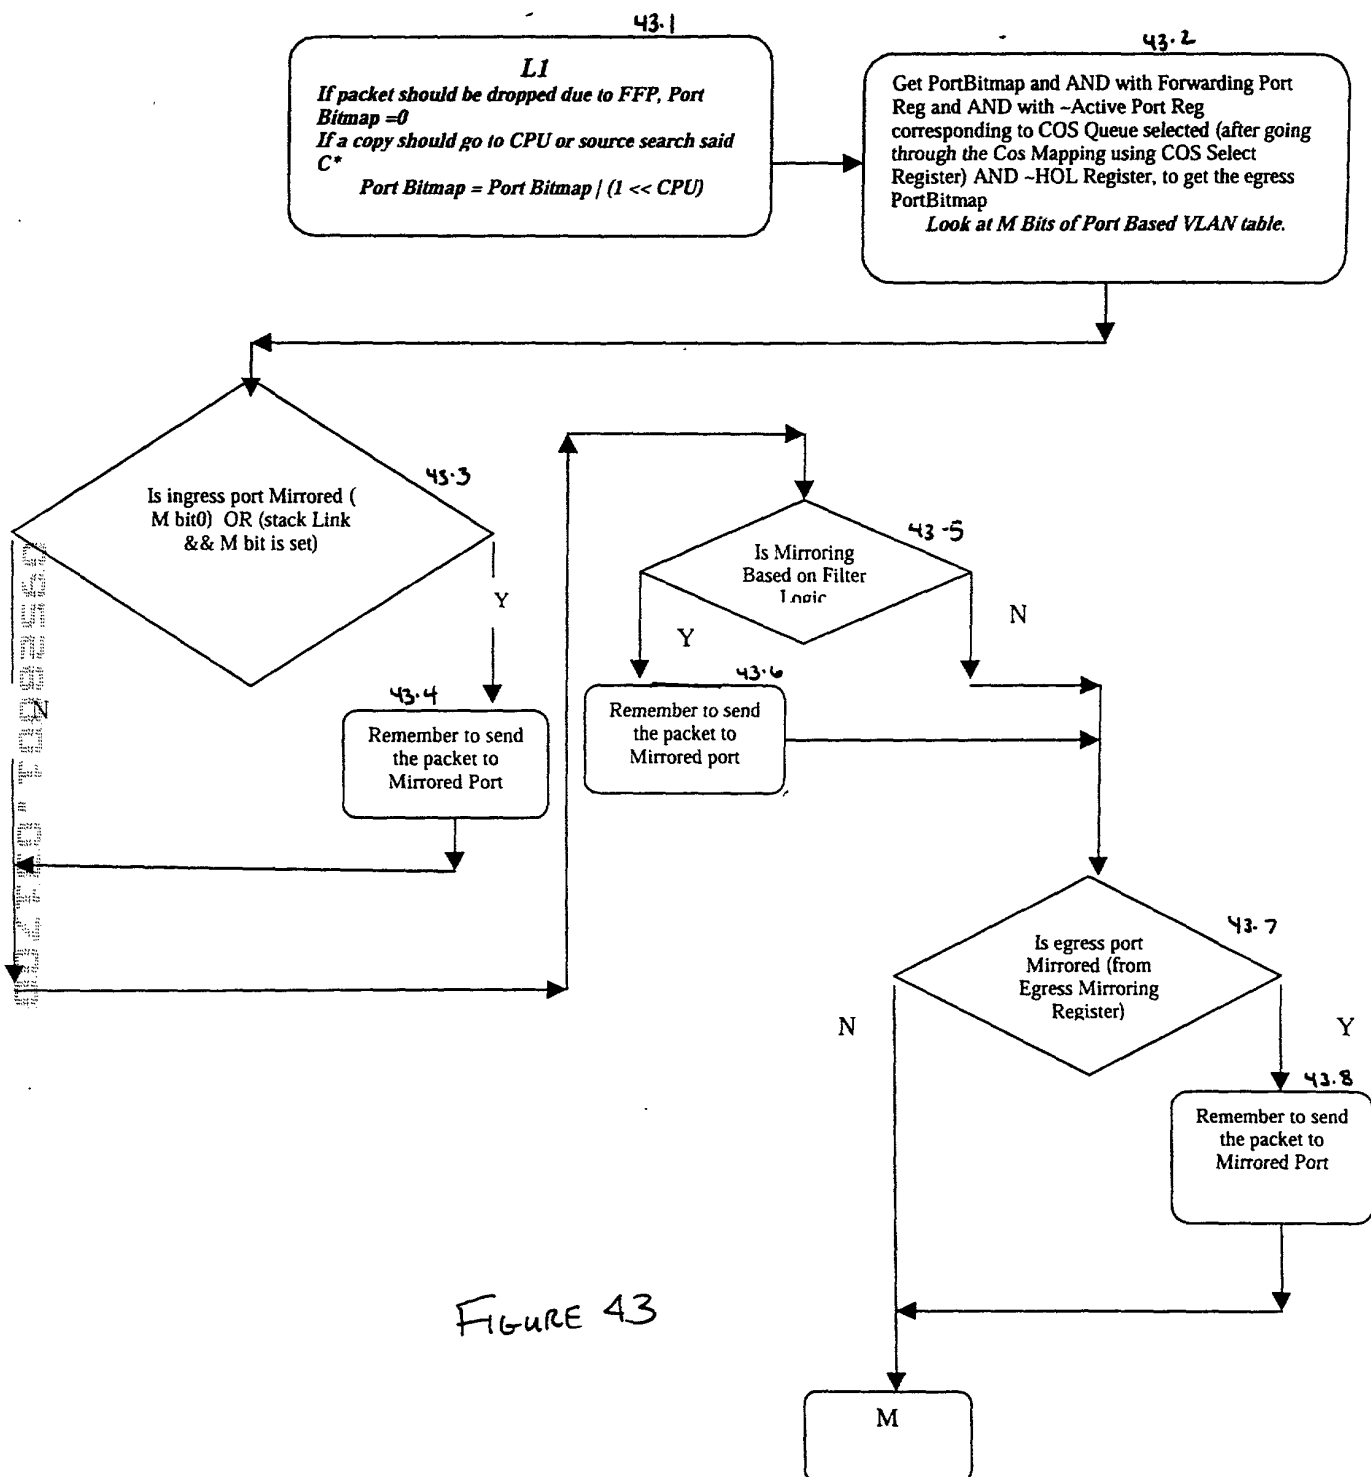 43.1
L1
If packet should be dropped due to FFP, Port
Bitmap =0
If a copy should go to CPU or source search said
C*
Port Bitmap = Port Bitmap | (1 << CPU)
43.2
Get PortBitmap and AND with Forwarding Port
Reg and AND with ~Active Port Reg
corresponding to COS Queue selected (after going
through the Cos Mapping using COS Select
Register) AND ~HOL Register, to get the egress
PortBitmap
Look at M Bits of Port Based VLAN table.
45.3
Is ingress port Mirrored (
M bit0) OR (stack Link
&& M bit is set)
Y
N
43.4
Remember to send
the packet to
Mirrored Port
43-5
Is Mirroring
Based on Filter
Logic
Y
N
43.6
Remember to send
the packet to
Mirrored port
43.7
Is egress port
Mirrored (from
Egress Mirroring
Register)
N
Y
43.8
Remember to send
the packet to
Mirrored Port
FIGURE 43
M